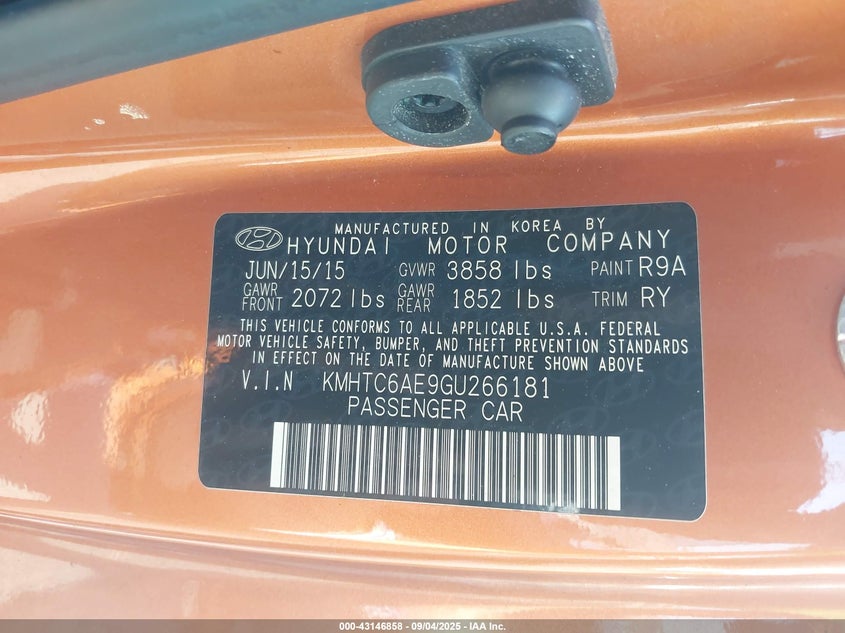 MANUFACTURED IN KOREA BY
HYUNDAI MOTOR COMPANY
JUN/15/15 GVWR 3858 lbs PAINT R9A
GAWR FRONT 2072 lbs GAWR REAR 1852 lbs TRIM RY
THIS VEHICLE CONFORMS TO ALL APPLICABLE U.S.A. FEDERAL
MOTOR VEHICLE SAFETY, BUMPER, AND THEFT PREVENTION STANDARDS
IN EFFECT ON THE DATE OF MANUFACTURE SHOWN ABOVE
V.I.N KMHTC6AE9GU266181
PASSENGER CAR
000-43146858 - 09/04/2025 - IAA Inc.